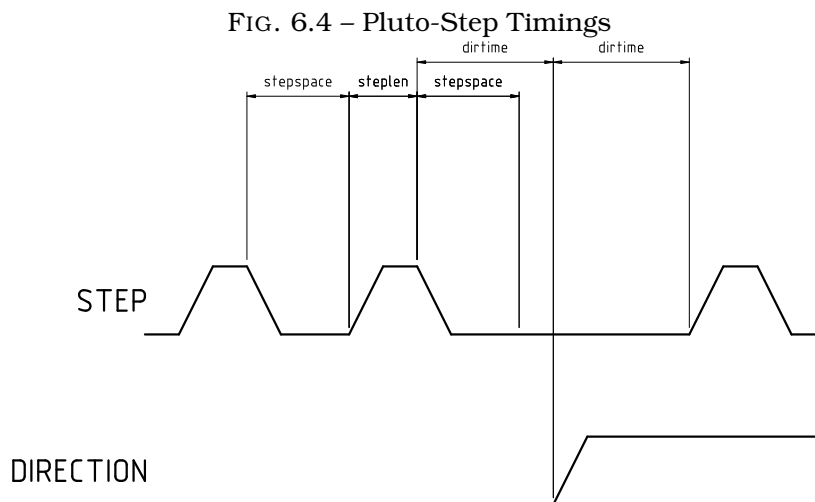 FIG. 6.4 – Pluto-Step Timings
dirtime dirtime
stepspace steplen stepspace
STEP
DIRECTION